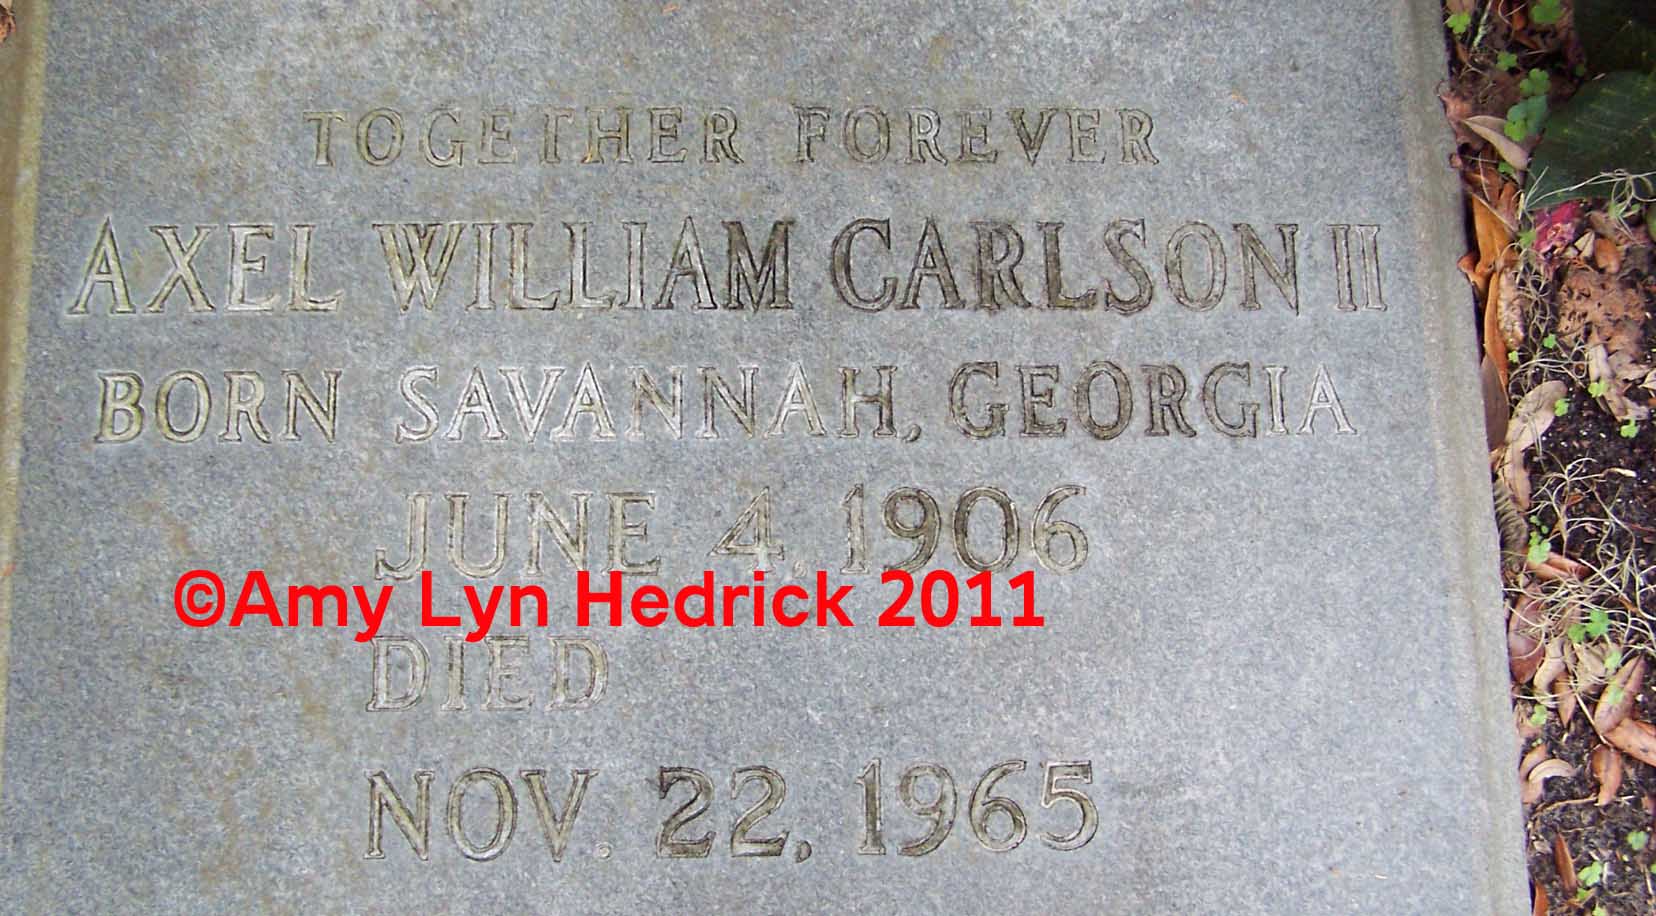 TOGETHER FOREVER
AXEL WILLIAM CARLSON II
BORN SAVANNAH, GEORGIA
JUNE 4, 1906
©Amy Lyn Hedrick 2011
DIED
NOV. 22, 1965